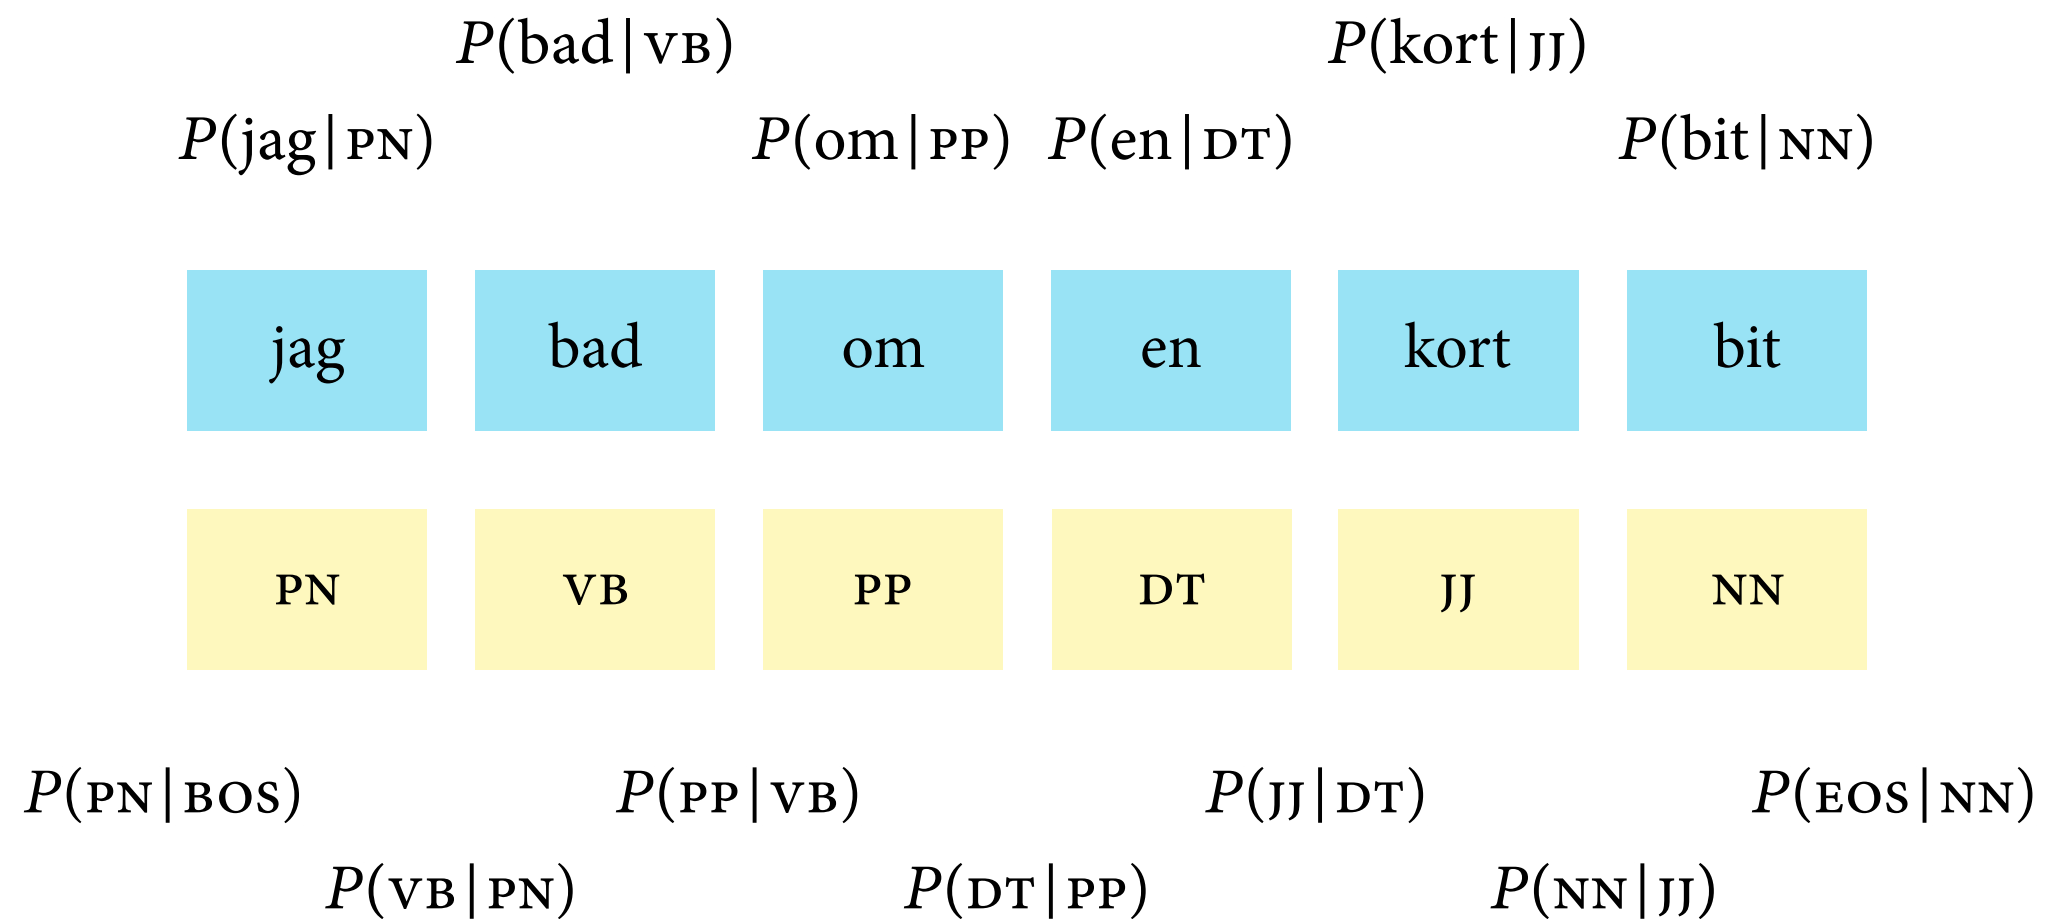 P(bad|VB) P(kort|JJ)
P(jag|PN) P(om|PP) P(en|DT) P(bit|NN)
jag bad om en kort bit
PN VB PP DT JJ NN
P(PN|BOS) P(PP|VB) P(JJ|DT) P(EOS|NN)
P(VB|PN) P(DT|PP) P(NN|JJ)